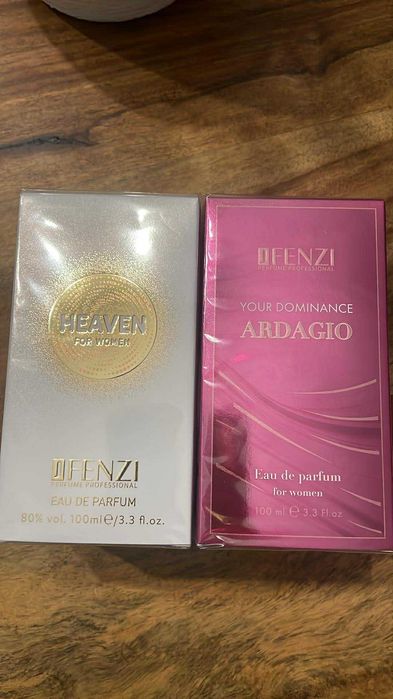 HEAVEN
FOR WOMEN
JFENZI
PERFUME PROFESSIONAL
EAU DE PARFUM
80% vol. 100ml℮/3.3 fl.oz.
JFENZI
PERFUME PROFESSIONAL
YOUR DOMINANCE
ARDAGIO
Eau de parfum
for women
100 ml ℮ 3.3 fl.oz